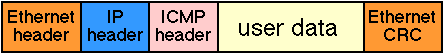 Ethernet
header
IP
header
ICMP
header
user data
Ethernet
CRC